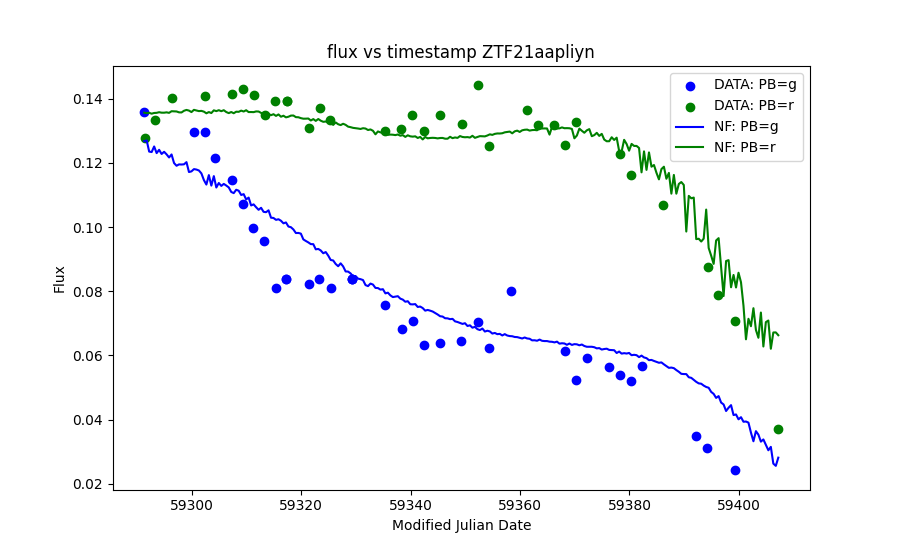 flux vs timestamp ZTF21aapliyn
DATA: PB=g
DATA: PB=r
NF: PB=g
NF: PB=r
Flux
0.14
0.12
0.10
0.08
0.06
0.04
0.02
59300 59320 59340 59360 59380 59400
Modified Julian Date